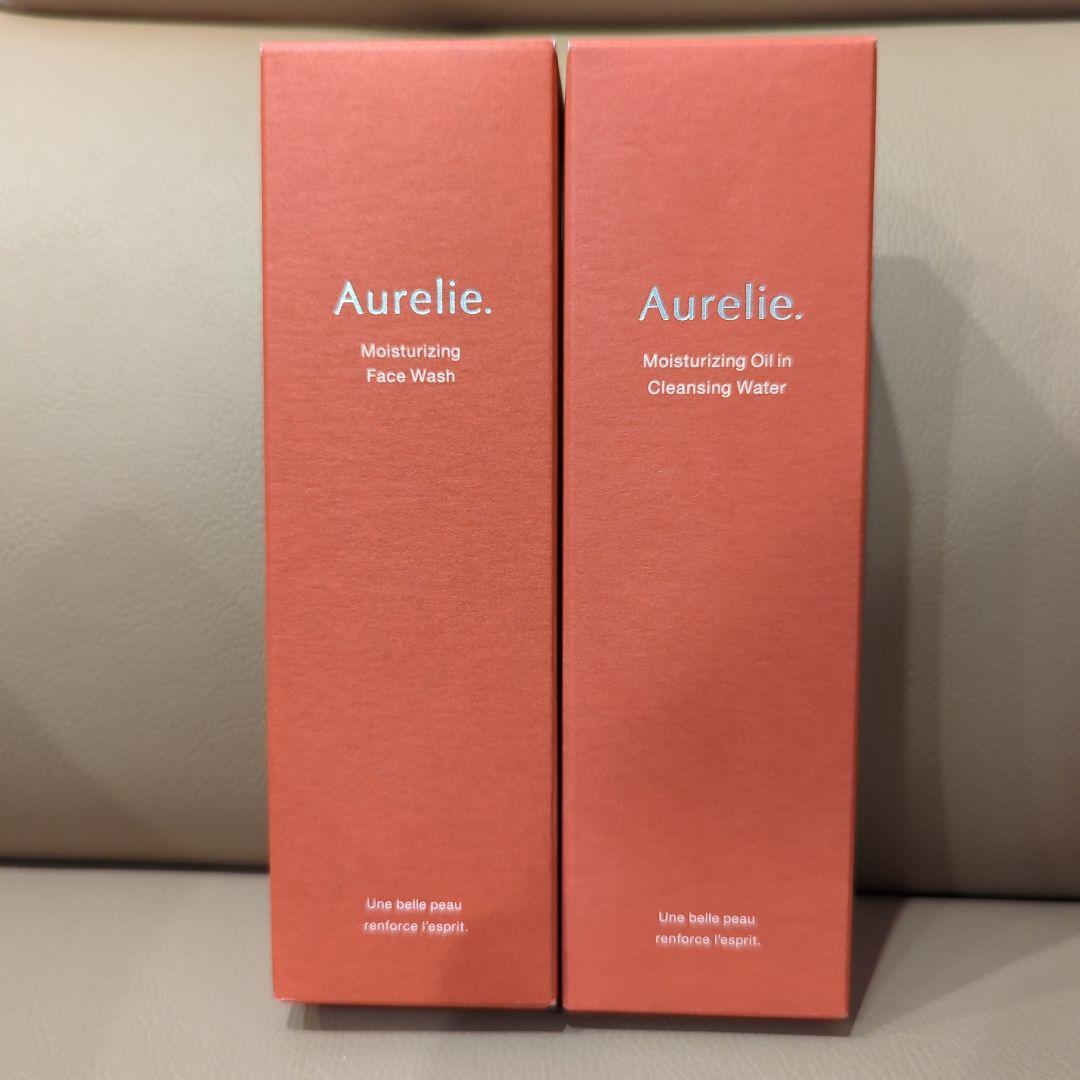 Aurelie.
Moisturizing
Face Wash
Une belle peau
renforce l'esprit.
Aurelie.
Moisturizing Oil in
Cleansing Water
Une belle peau
renforce l'esprit.